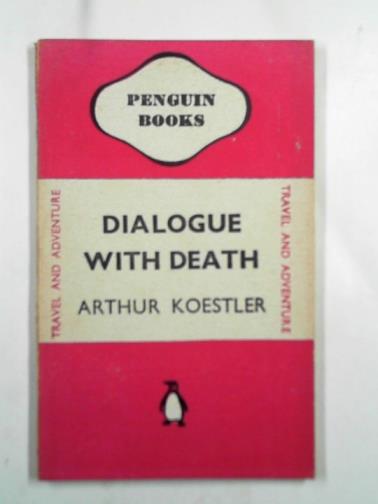 PENGUIN
BOOKS
TRAVEL AND ADVENTURE
DIALOGUE
WITH DEATH
ARTHUR KOESTLER
TRAVEL AND ADVENTURE